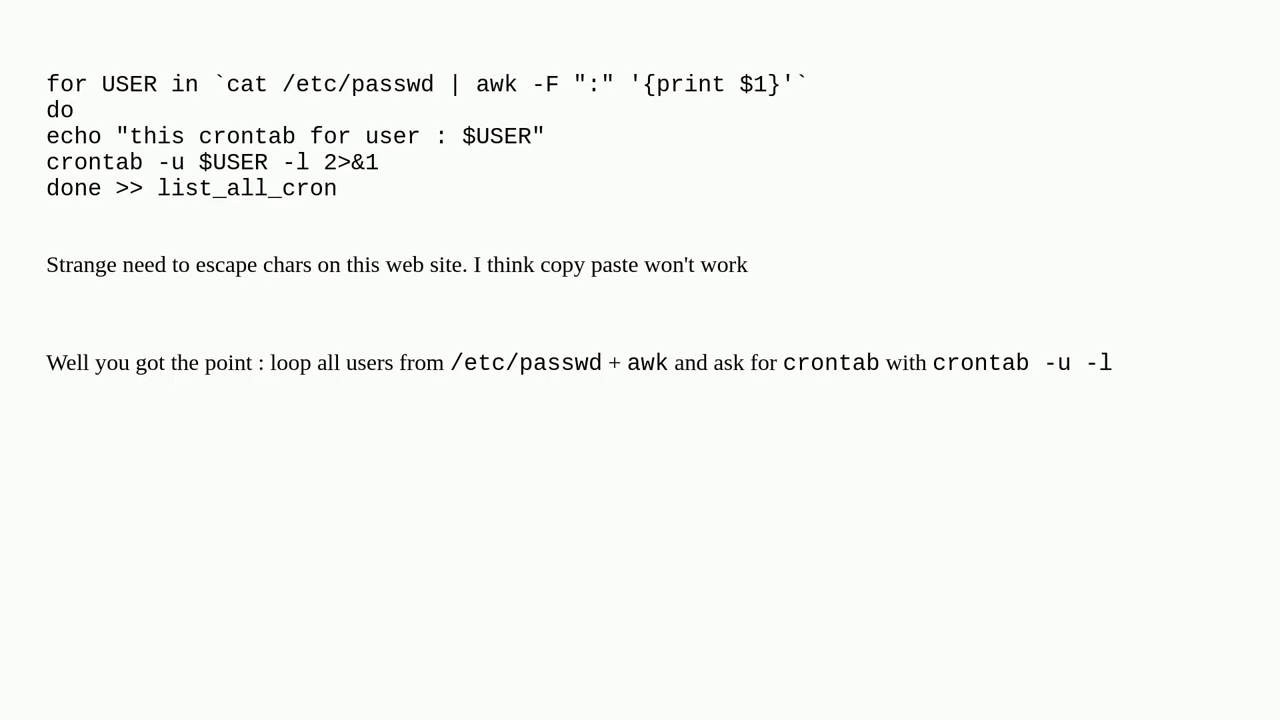 for USER in `cat /etc/passwd | awk -F ":" '{print $1}'`
do
echo "this crontab for user : $USER"
crontab -u $USER -l 2>&1
done >> list_all_cron
Strange need to escape chars on this web site. I think copy paste won't work
Well you got the point : loop all users from /etc/passwd + awk and ask for crontab with crontab -u -l